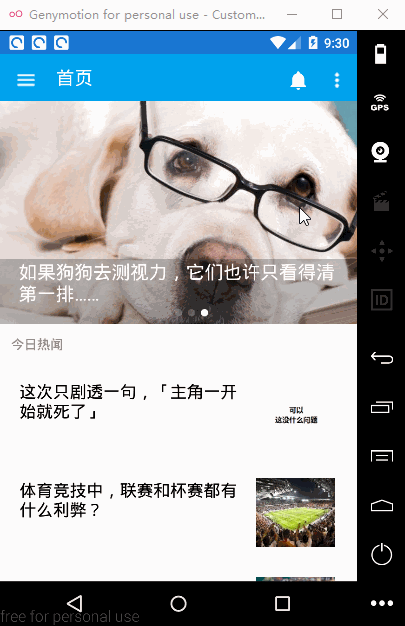 Genymotion for personal use - Custom...
9:30
首页
GPS
ID
如果狗狗去测视力，它们也许只看得清
第一排……
今日热闻
这次只剧透一句，「主角一开
始就死了」
可以
这没什么问题
体育竞技中，联赛和杯赛都有
什么利弊？
free for personal use